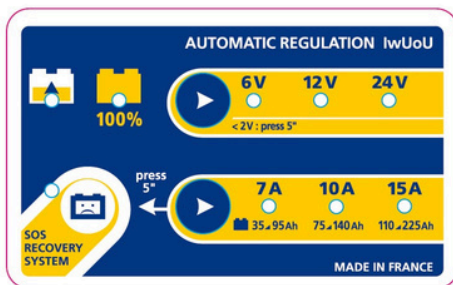 AUTOMATIC REGULATION IwUoU
6V 12V 24V
100%
< 2V : press 5"
press
5"
7A 10A 15A
35 95Ah 75 140Ah 110 225Ah
SOS
RECOVERY
SYSTEM
MADE IN FRANCE